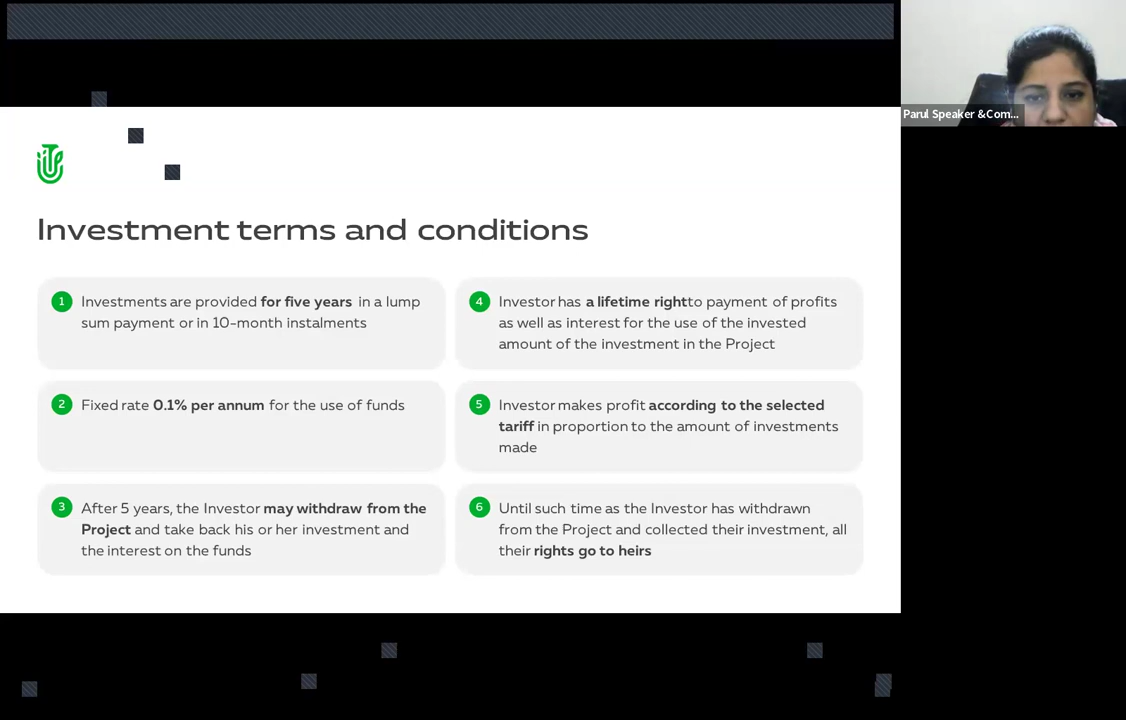 Parul Speaker &Com...
Investment terms and conditions
1
Investments are provided for five years in a lump
sum payment or in 10-month instalments
2
Fixed rate 0.1% per annum for the use of funds
3
After 5 years, the Investor may withdraw from the
Project and take back his or her investment and
the interest on the funds
4
Investor has a lifetime rightto payment of profits
as well as interest for the use of the invested
amount of the investment in the Project
5
Investor makes profit according to the selected
tariff in proportion to the amount of investments
made
6
Until such time as the Investor has withdrawn
from the Project and collected their investment, all
their rights go to heirs